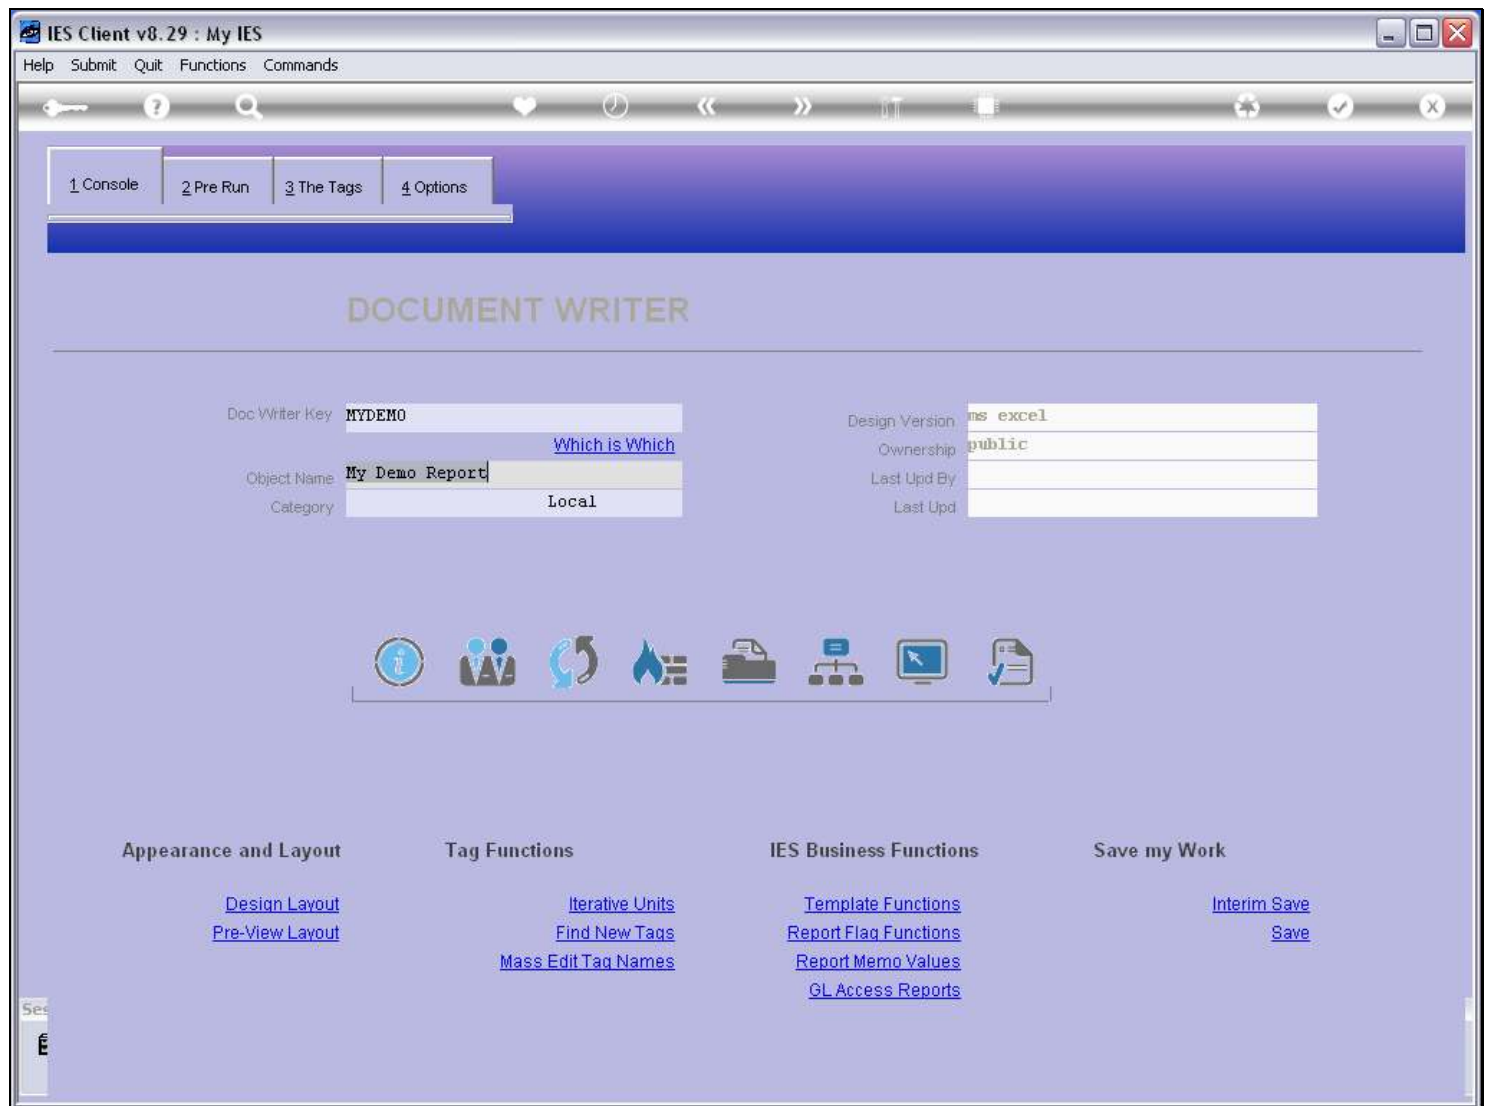 IES Client v8.29 : My IES
Help Submit Quit Functions Commands
1 Console 2 Pre Run 3 The Tags 4 Options
DOCUMENT WRITER
Doc Writer Key MYDEMO
Which is Which
Object Name My Demo Report
Category Local
Design Version ms excel
Ownership public
Last Upd By
Last Upd
Appearance and Layout
Design Layout
Pre-View Layout
Tag Functions
Iterative Units
Find New Tags
Mass Edit Tag Names
IES Business Functions
Template Functions
Report Flag Functions
Report Memo Values
GL Access Reports
Save my Work
Interim Save
Save